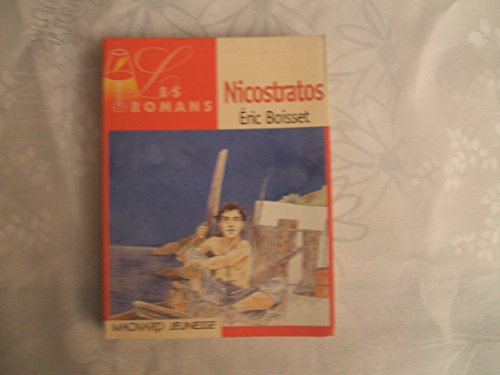 LES
ROMANS
Nicostratos
Éric Boisset
MAGNARD JEUNESSE